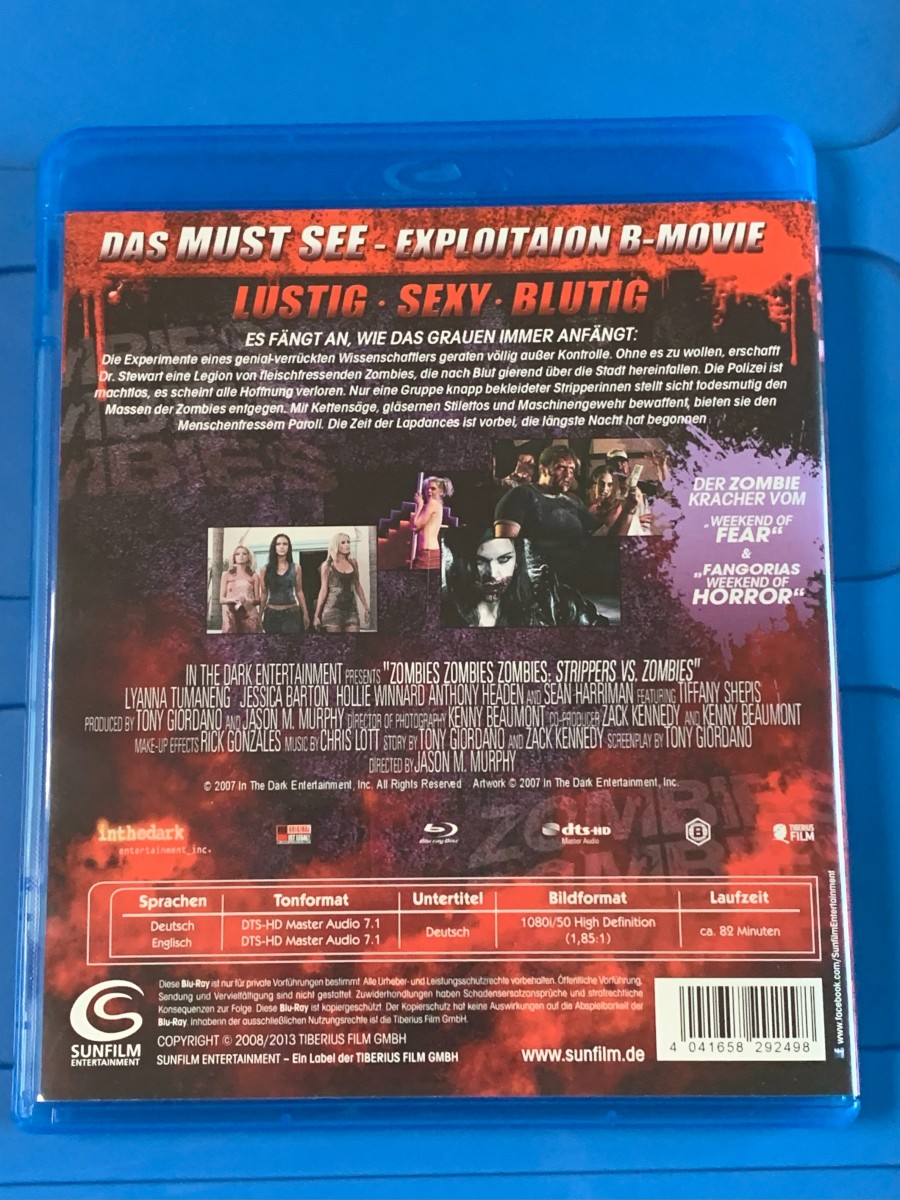 DAS MUST SEE - EXPLOITAION B-MOVIE
LUSTIG · SEXY · BLUTIG
ES FÄNGT AN, WIE DAS GRAUEN IMMER ANFÄNGT:
Die Experimente eines genial-verrückten Wissenschaftlers geraten völlig außer Kontrolle. Ohne es zu wollen, erschafft
Dr. Stewart eine Legion von fleischfressenden Zombies, die nach Blut gierend über die Stadt hereinfallen. Die Polizei ist
machtlos, es scheint alle Hoffnung verloren. Nur eine Gruppe knapp bekleideter Stripperinnen stellt sicht todesmutig den
Massen der Zombies entgegen. Mit Kettensäge, gläsernen Stilettos und Maschinengewehr bewaffnet, bieten sie den
Menschenfressern Paroli. Die Zeit der Lapdances ist vorbei, die längste Nacht hat begonnen
DER ZOMBIE
KRACHER VOM
„WEEKEND OF
FEAR“
&
„FANGORIAS
WEEKEND OF
HORROR“
IN THE DARK ENTERTAINMENT PRESENTS "ZOMBIES ZOMBIES ZOMBIES: STRIPPERS VS. ZOMBIES"
LYANNA TUMANENG JESSICA BARTON HOLLIE WINNARD ANTHONY HEADEN AND SEAN HARRIMAN FEATURING TIFFANY SHEPIS
PRODUCED BY TONY GIORDANO AND JASON M. MURPHY DIRECTOR OF PHOTOGRAPHY KENNY BEAUMONT CO-PRODUCER ZACK KENNEDY AND KENNY BEAUMONT
MAKE-UP EFFECTS RICK GONZALES MUSIC BY CHRIS LOTT STORY BY TONY GIORDANO AND ZACK KENNEDY SCREENPLAY BY TONY GIORDANO
DIRECTED BY JASON M. MURPHY
© 2007 In The Dark Entertainment, Inc. All Rights Reserved Artwork © 2007 In The Dark Entertainment, Inc.
ZOMBIES
inthedark
entertainment, inc.
Blu-ray Disc
dts-HD
Master Audio
B
TIBERIUS
FILM
Sprachen Tonformat Untertitel Bildformat Laufzeit
Deutsch DTS-HD Master Audio 7.1 Deutsch 1080i/50 High Definition ca. 82 Minuten
Englisch DTS-HD Master Audio 7.1 (1,85:1)
Diese Blu-Ray ist nur für private Vorführungen bestimmt. Alle Urheber- und Leistungsschutzrechte vorbehalten. Öffentliche Vorführung,
Sendung und Vervielfältigung sind nicht gestattet. Zuwiderhandlungen haben Schadensersatzansprüche und strafrechtliche
Konsequenzen zur Folge. Diese Blu-Ray ist kopiergeschützt. Der Kopierschutz hat keine Auswirkungen auf die Abspielbarkeit der
Blu-Ray. Inhaberin der ausschließlichen Nutzungsrechte ist die Tiberius Film GmbH.
COPYRIGHT © 2008/2013 TIBERIUS FILM GMBH
SUNFILM ENTERTAINMENT – Ein Label der TIBERIUS FILM GMBH
SUNFILM
ENTERTAINMENT
www.sunfilm.de
4 041658 292498
www.facebook.com/SunfilmEntertainment